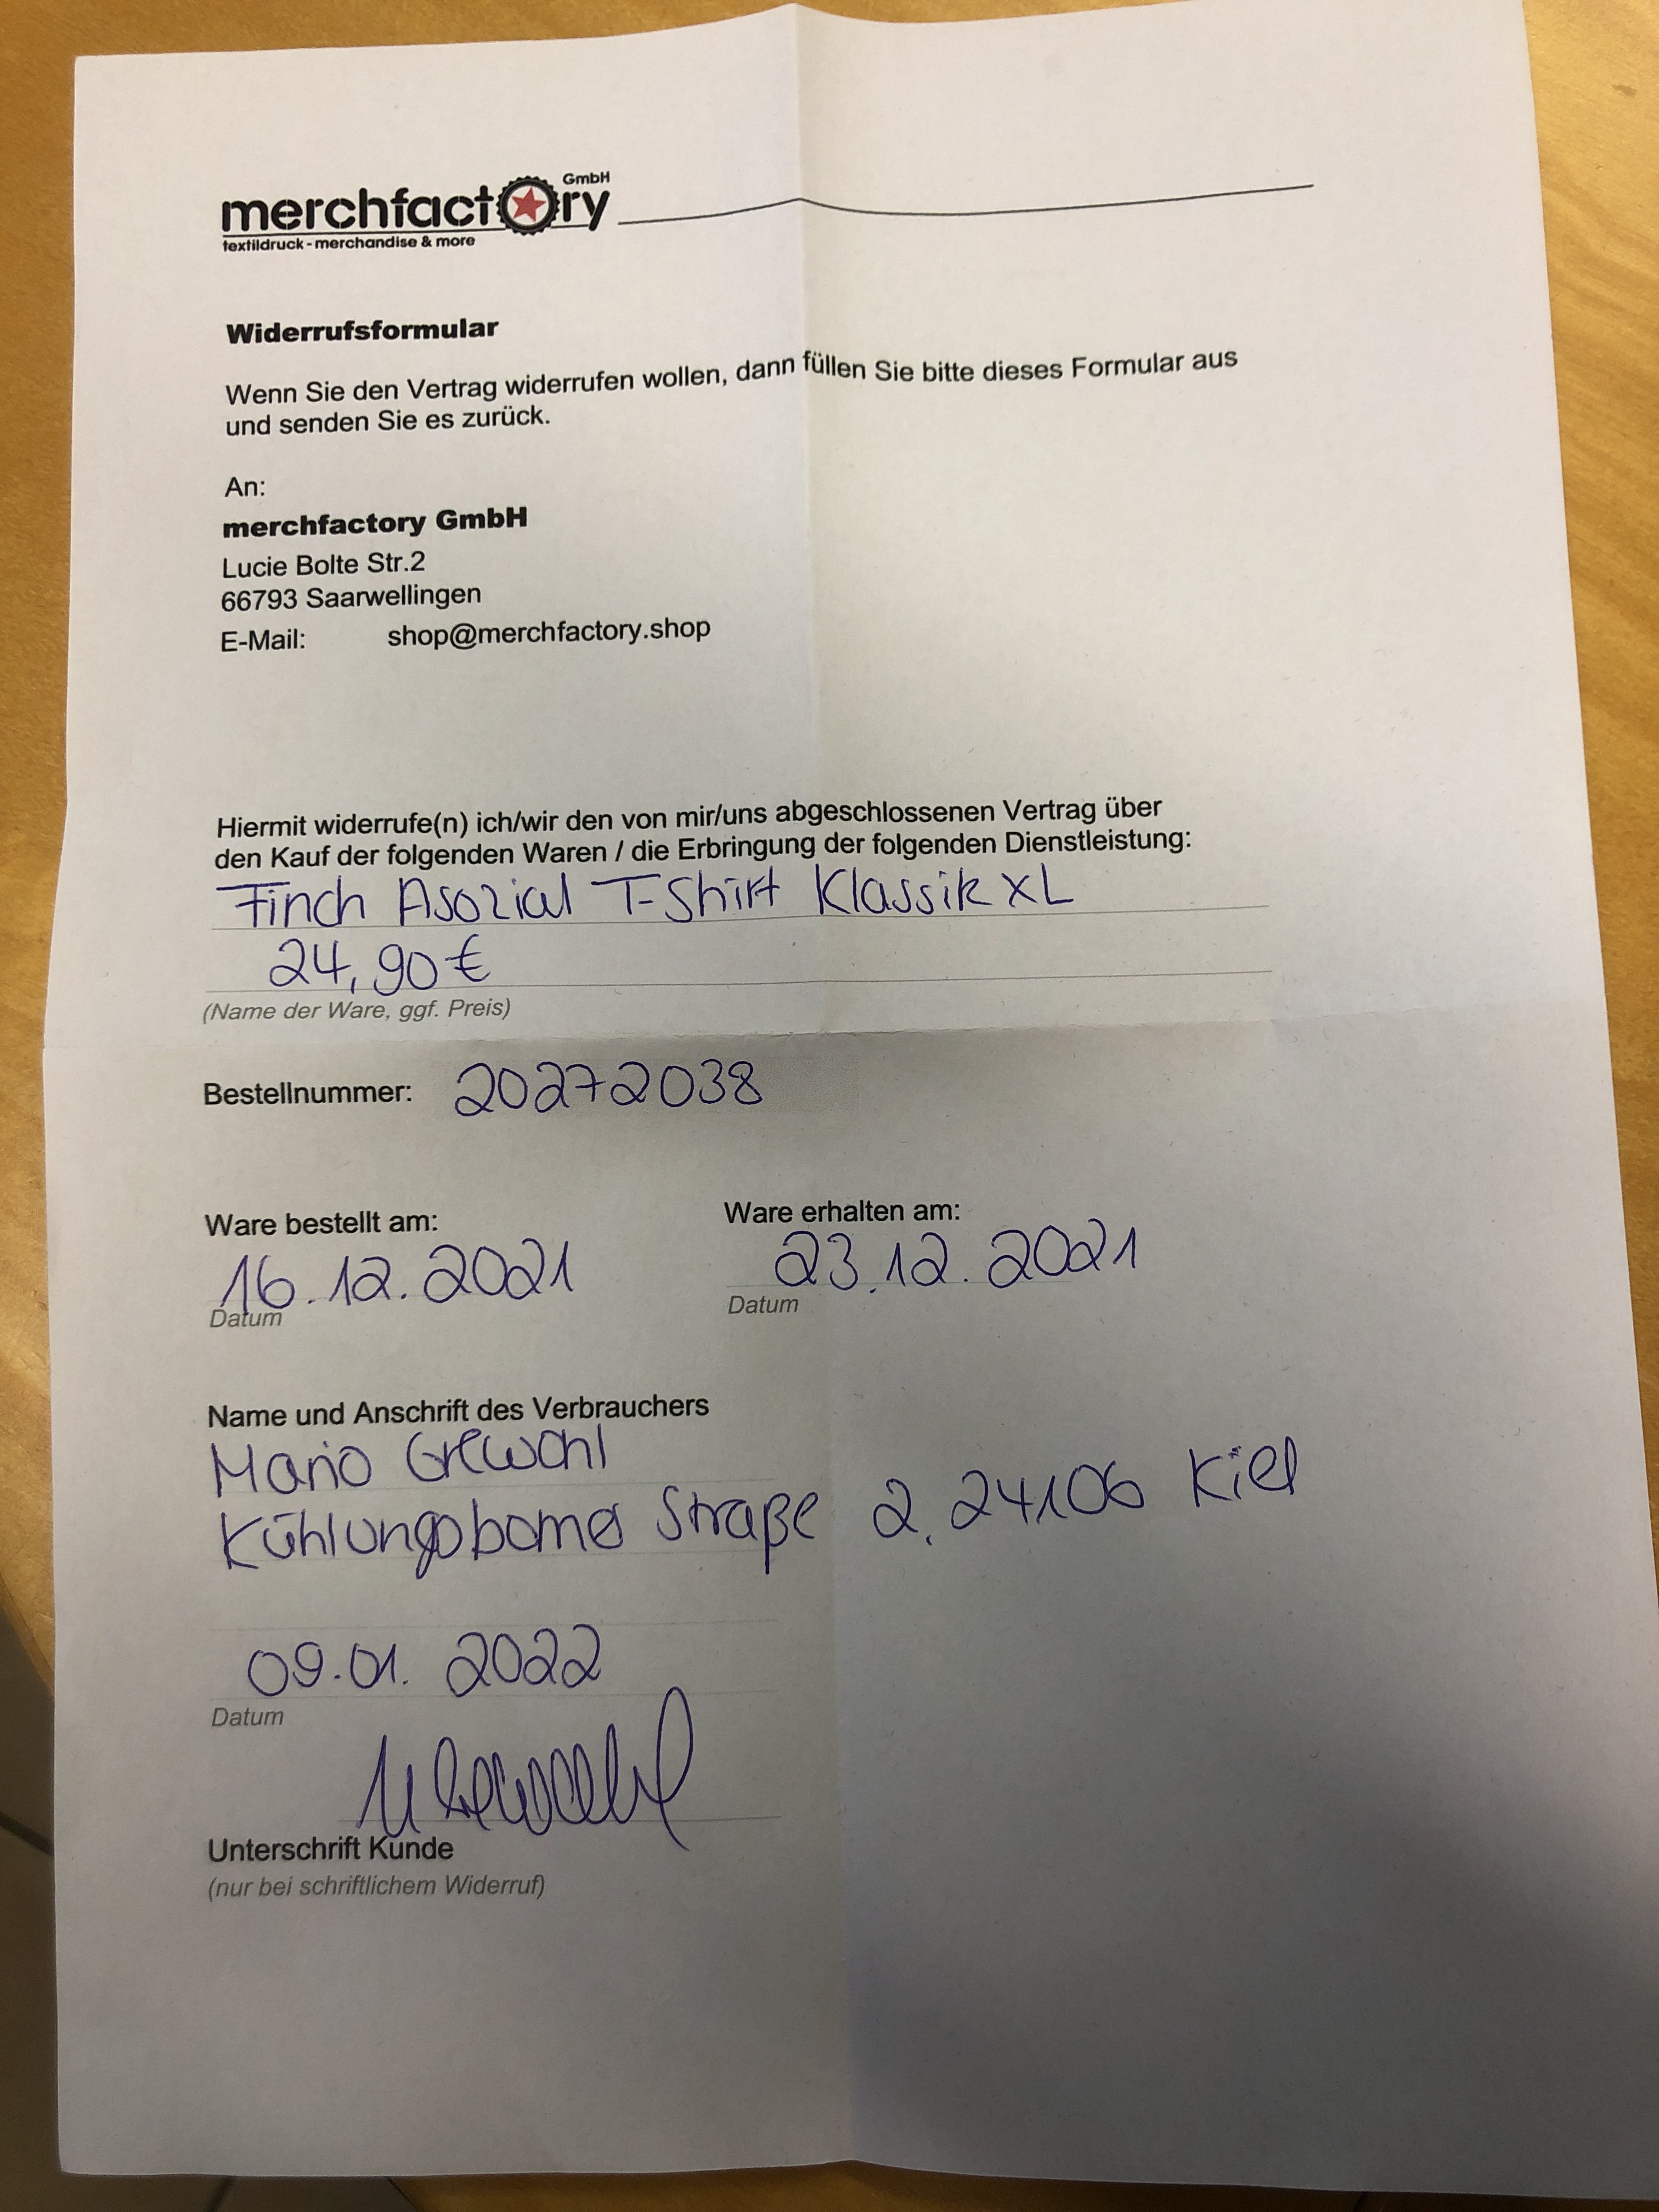 merchfactory GmbH
textildruck - merchandise & more
Widerrufsformular
Wenn Sie den Vertrag widerrufen wollen, dann füllen Sie bitte dieses Formular aus
und senden Sie es zurück.
An:
merchfactory GmbH
Lucie Bolte Str.2
66793 Saarwellingen
E-Mail: shop@merchfactory.shop
Hiermit widerrufe(n) ich/wir den von mir/uns abgeschlossenen Vertrag über
den Kauf der folgenden Waren / die Erbringung der folgenden Dienstleistung:
Finch Asozial T-Shirt Klassik XL
24,90€
(Name der Ware, ggf. Preis)
Bestellnummer: 20272038
Ware bestellt am: Ware erhalten am:
16.12.2021 23.12.2021
Datum Datum
Name und Anschrift des Verbrauchers
Mario Grewahl
Kühlungsborner Straße 2, 24106 Kiel
09.01.2022
Datum
Unterschrift Kunde
(nur bei schriftlichem Widerruf)